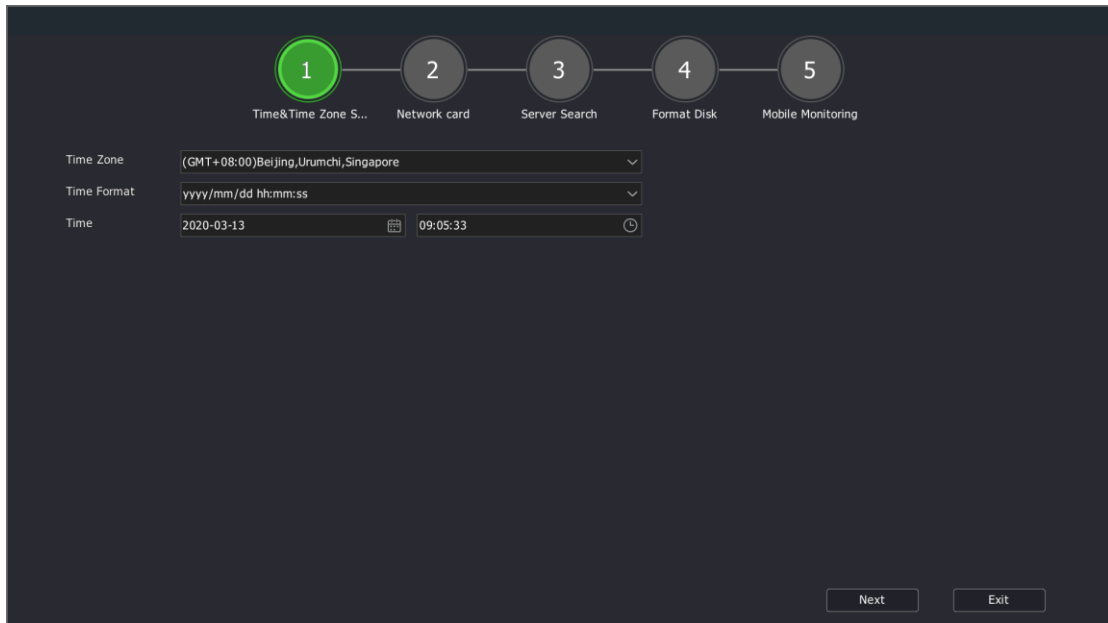 1 2 3 4 5
Time&Time Zone S... Network card Server Search Format Disk Mobile Monitoring
Time Zone (GMT+08:00)Beijing,Urumchi,Singapore
Time Format yyyy/mm/dd hh:mm:ss
Time 2020-03-13 09:05:33
Next Exit